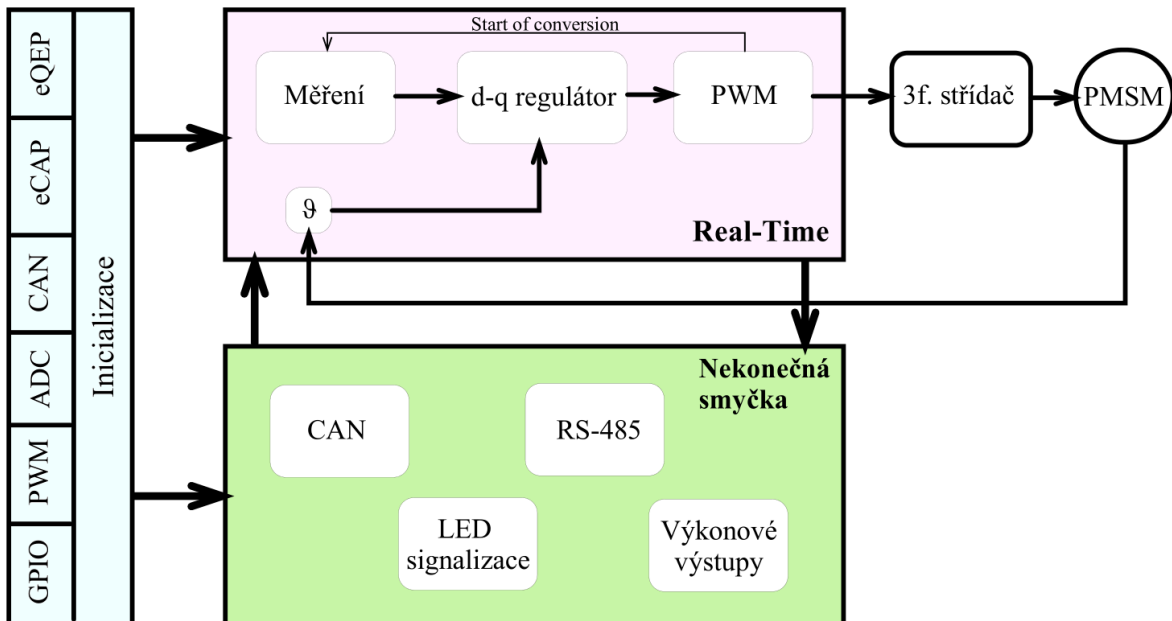 eQEP
eCAP
CAN
ADC
PWM
GPIO
Inicializace
Start of conversion
Měření
d-q regulátor
PWM
3f. střídač
PMSM
ϑ
Real-Time
Nekonečná
smyčka
CAN
RS-485
LED
signalizace
Výkonové
výstupy